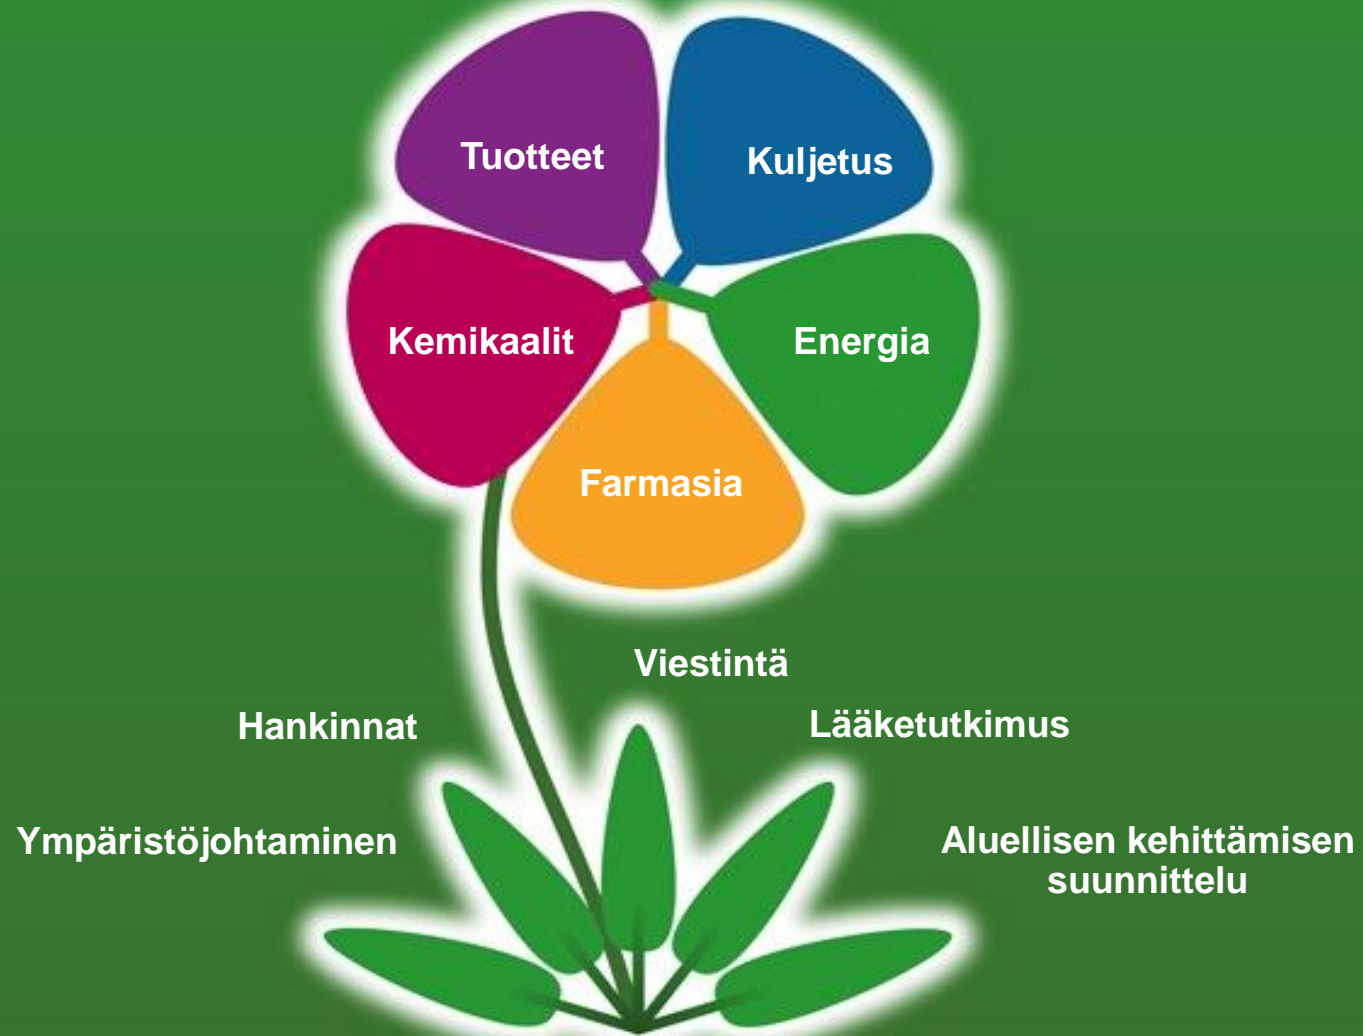 Tuotteet
Kuljetus
Kemikaalit
Energia
Farmasia
Viestintä
Hankinnat
Lääketutkimus
Ympäristöjohtaminen
Aluellisen kehittämisen
suunnittelu